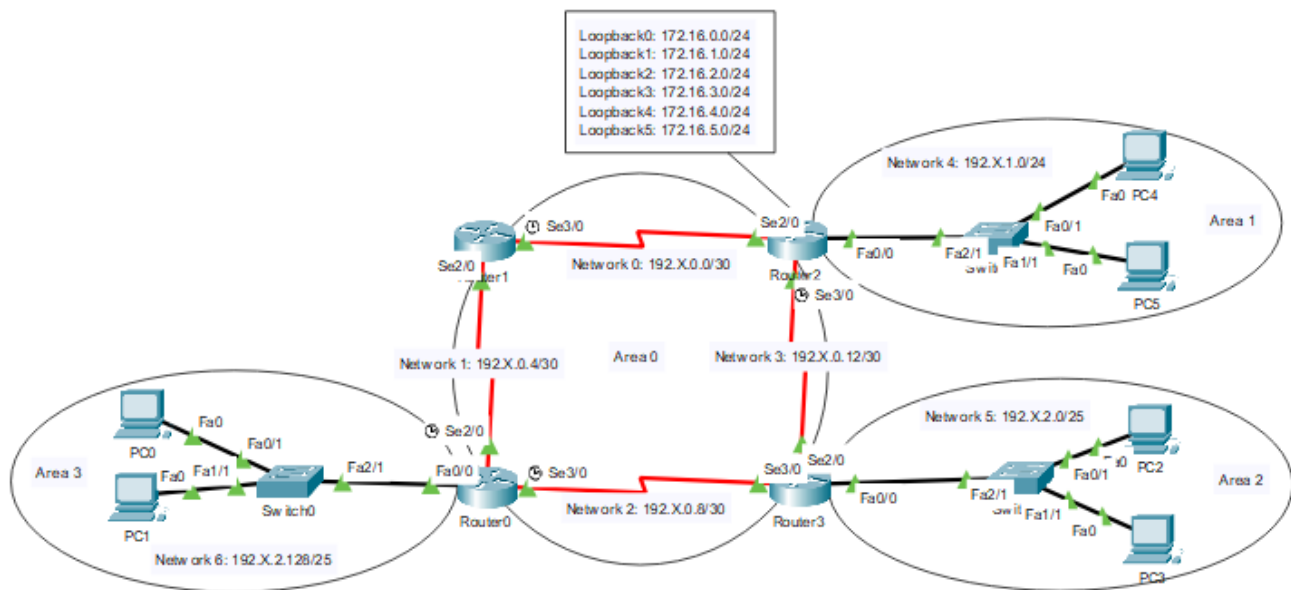 Loopback0: 172.16.0.0/24
Loopback1: 172.16.1.0/24
Loopback2: 172.16.2.0/24
Loopback3: 172.16.3.0/24
Loopback4: 172.16.4.0/24
Loopback5: 172.16.5.0/24
Network 4: 192.X.1.0/24
PC4
Fa0
Fa0/1
Area 1
Se3/0
Se2/0
Se2/0
Network 0: 192.X.0.0/30
Router2
Fa0/0
Fa2/1
Fa1/1
Fa0
PC5
Se3/0
Area 0
Network 1: 192.X.0.4/30
Network 3: 192.X.0.12/30
Network 5: 192.X.2.0/25
PC0
Fa0
Fa0/1
Se2/0
PC2
Fa0/1
Area 3
Fa0
Fa1/1
Fa2/1
Fa0/0
Se3/0
Se3/0
Se2/0
Fa0/0
Fa2/1
Fa1/1
Fa0
Area 2
PC1
Switch0
Router0
Network 2: 192.X.0.8/30
Router3
Network 6: 192.X.2.128/25
PC3